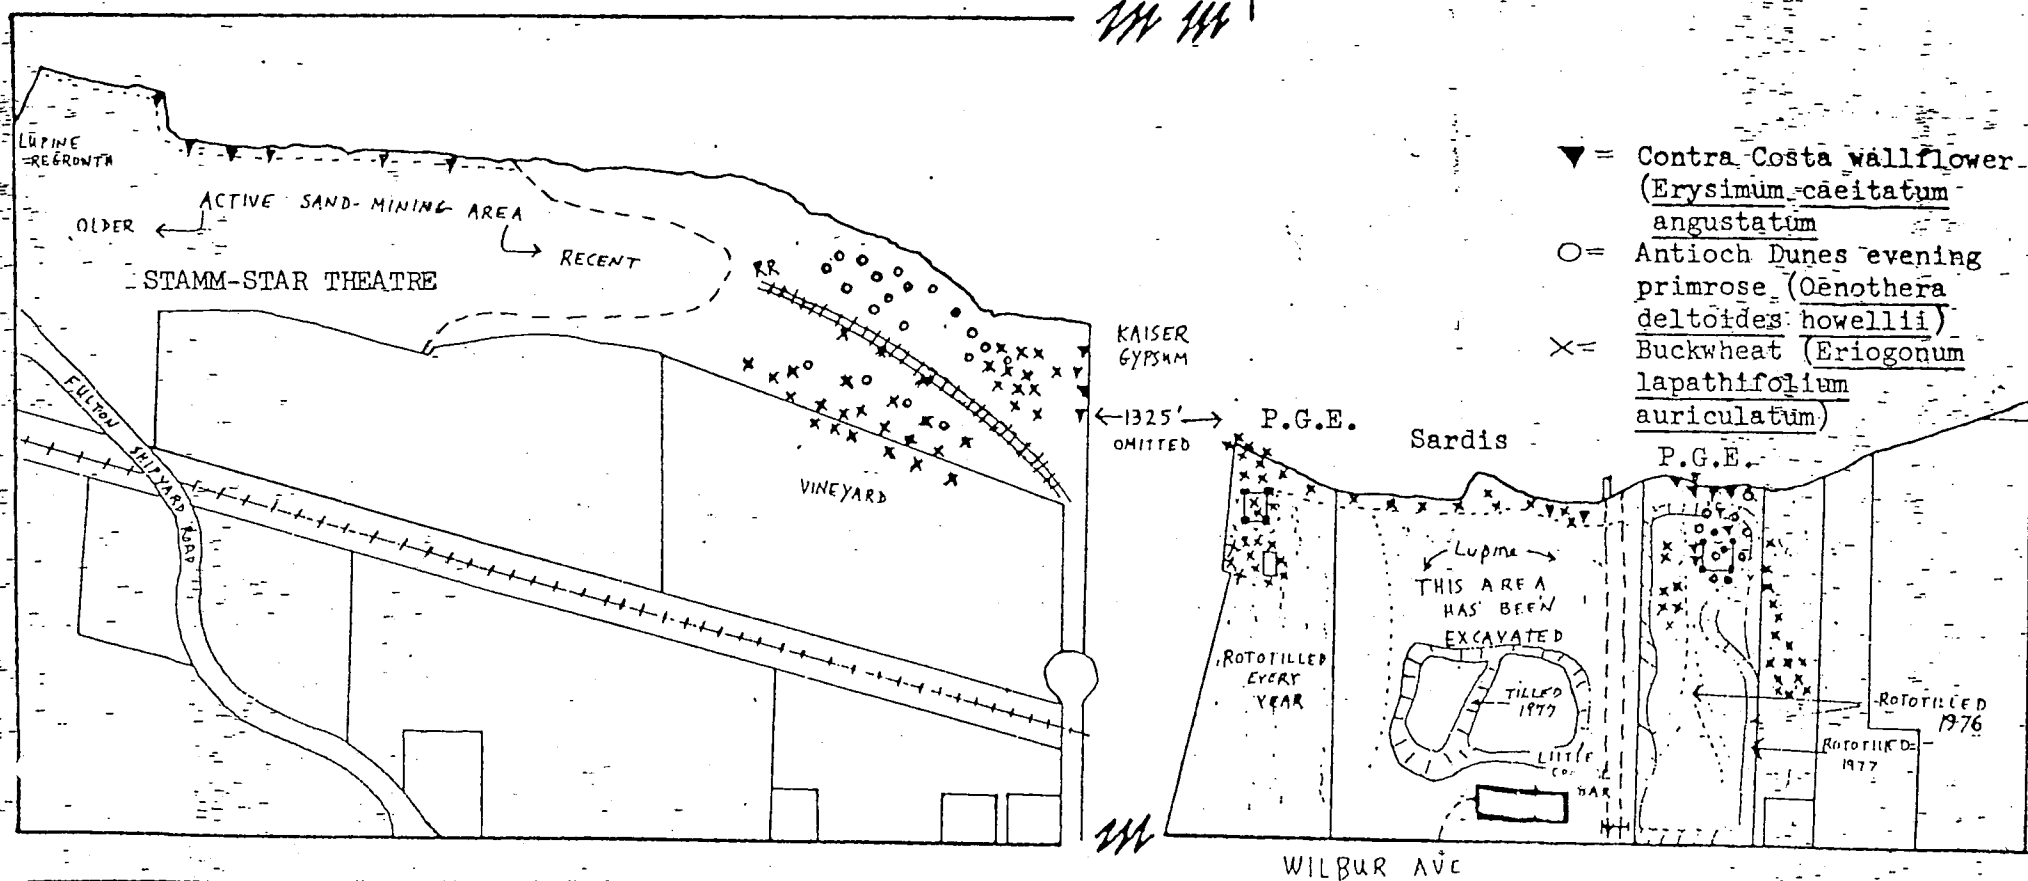 LUPINE
REGROWTH
ACTIVE SAND-MINING AREA
OLDER
RECENT
STAMM-STAR THEATRE
RR
FULTON SHIPYARD ROAD
VINEYARD
KAISER
GYPSUM
1325'
OMITTED
P.G.E.
Sardis
P.G.E.
▼ = Contra Costa wallflower
(Erysimum caeitatum
angustatum
O = Antioch Dunes evening
primrose (Oenothera
deltoides howellii)
X = Buckwheat (Eriogonum
lapathifolium
auriculatum)
Lupine
THIS AREA
HAS BEEN
EXCAVATED
ROTOTILLED
EVERY
YEAR
TILLED
1977
LITTLE
BAR
ROTOTILLED
1976
ROTOTILLED
1977
WILBUR AVE